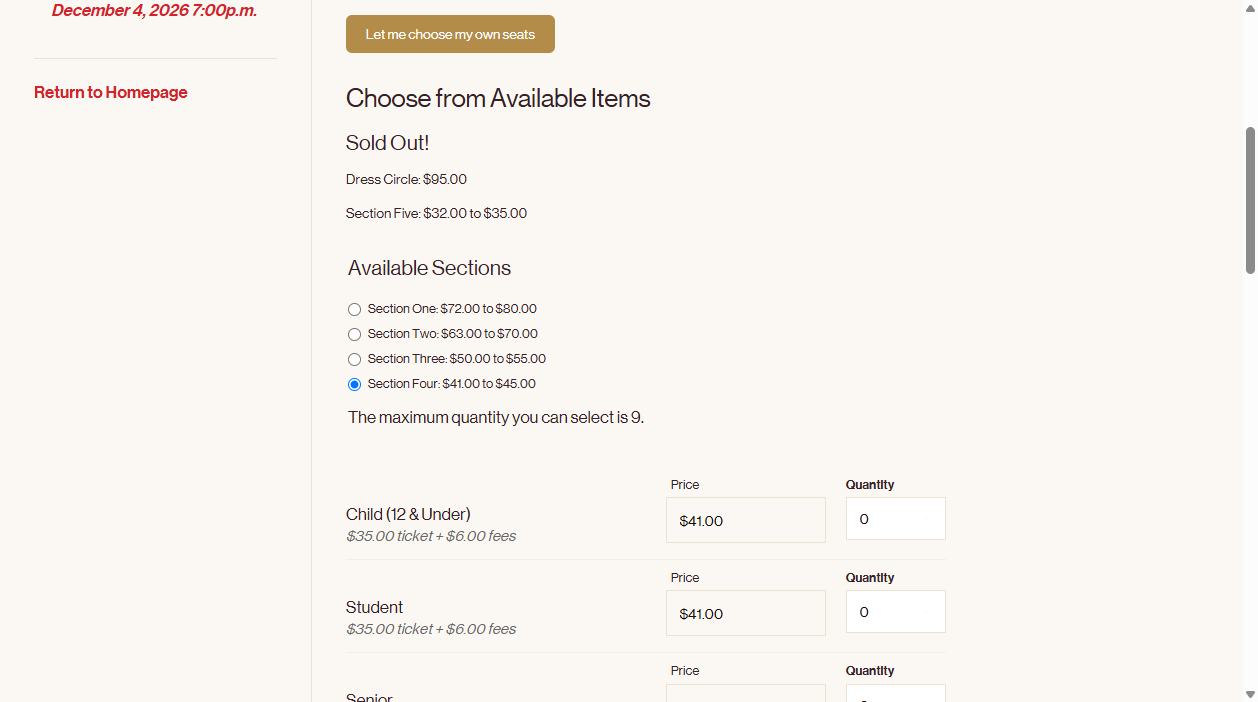 December 4, 2026 7:00p.m.
Return to Homepage
Let me choose my own seats
Choose from Available Items
Sold Out!
Dress Circle: $95.00
Section Five: $32.00 to $35.00
Available Sections
Section One: $72.00 to $80.00
Section Two: $63.00 to $70.00
Section Three: $50.00 to $55.00
Section Four: $41.00 to $45.00
The maximum quantity you can select is 9.
Price
Quantity
Child (12 & Under)
$35.00 ticket + $6.00 fees
$41.00
0
Price
Quantity
Student
$35.00 ticket + $6.00 fees
$41.00
0
Price
Quantity
Senior